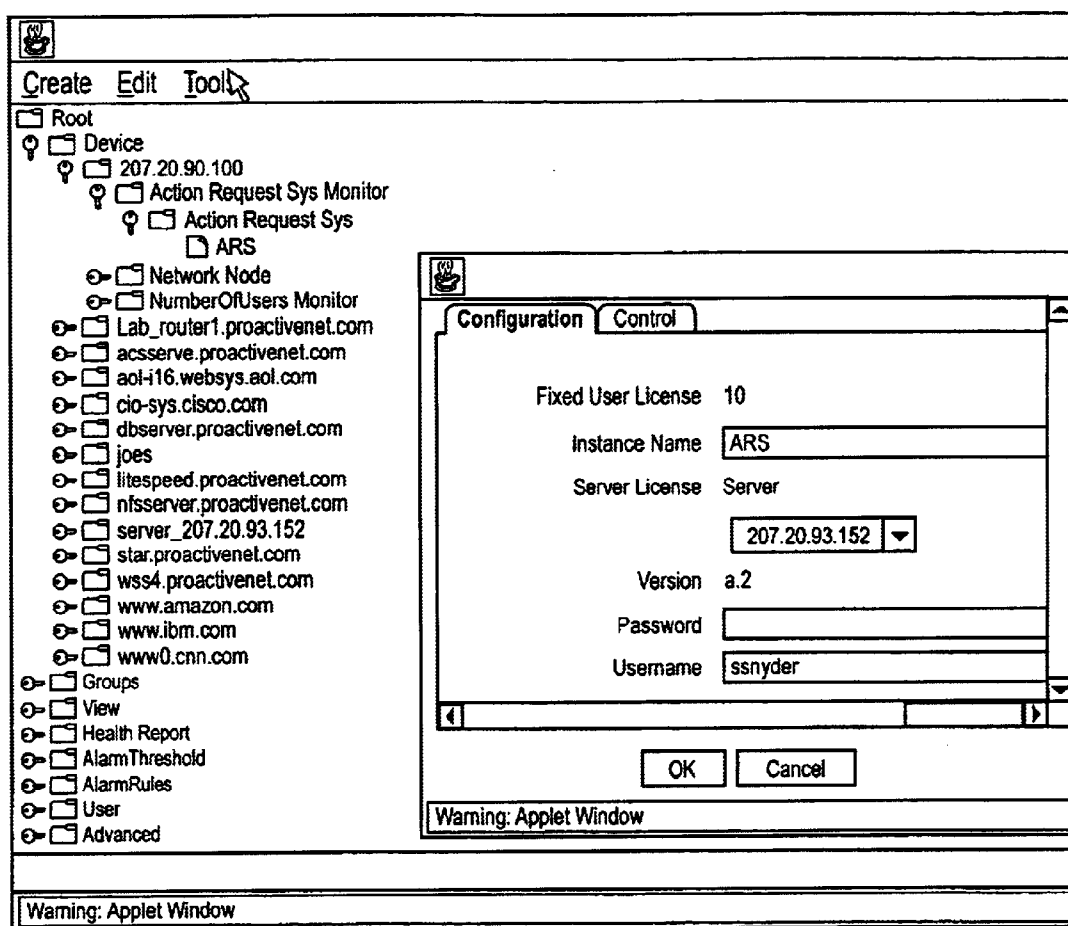 Create Edit Tool
Root
Device
207.20.90.100
Action Request Sys Monitor
Action Request Sys
ARS
Network Node
NumberOfUsers Monitor
Lab_router1.proactivenet.com
acsserve.proactivenet.com
aol-i16.websys.aol.com
cio-sys.cisco.com
dbserver.proactivenet.com
joes
litespeed.proactivenet.com
nfsserver.proactivenet.com
server_207.20.93.152
star.proactivenet.com
wss4.proactivenet.com
www.amazon.com
www.ibm.com
www0.cnn.com
Groups
View
Health Report
AlarmThreshold
AlarmRules
User
Advanced
Configuration Control
Fixed User License 10
Instance Name ARS
Server License Server
207.20.93.152
Version a.2
Password
Username ssnyder
OK Cancel
Warning: Applet Window
Warning: Applet Window